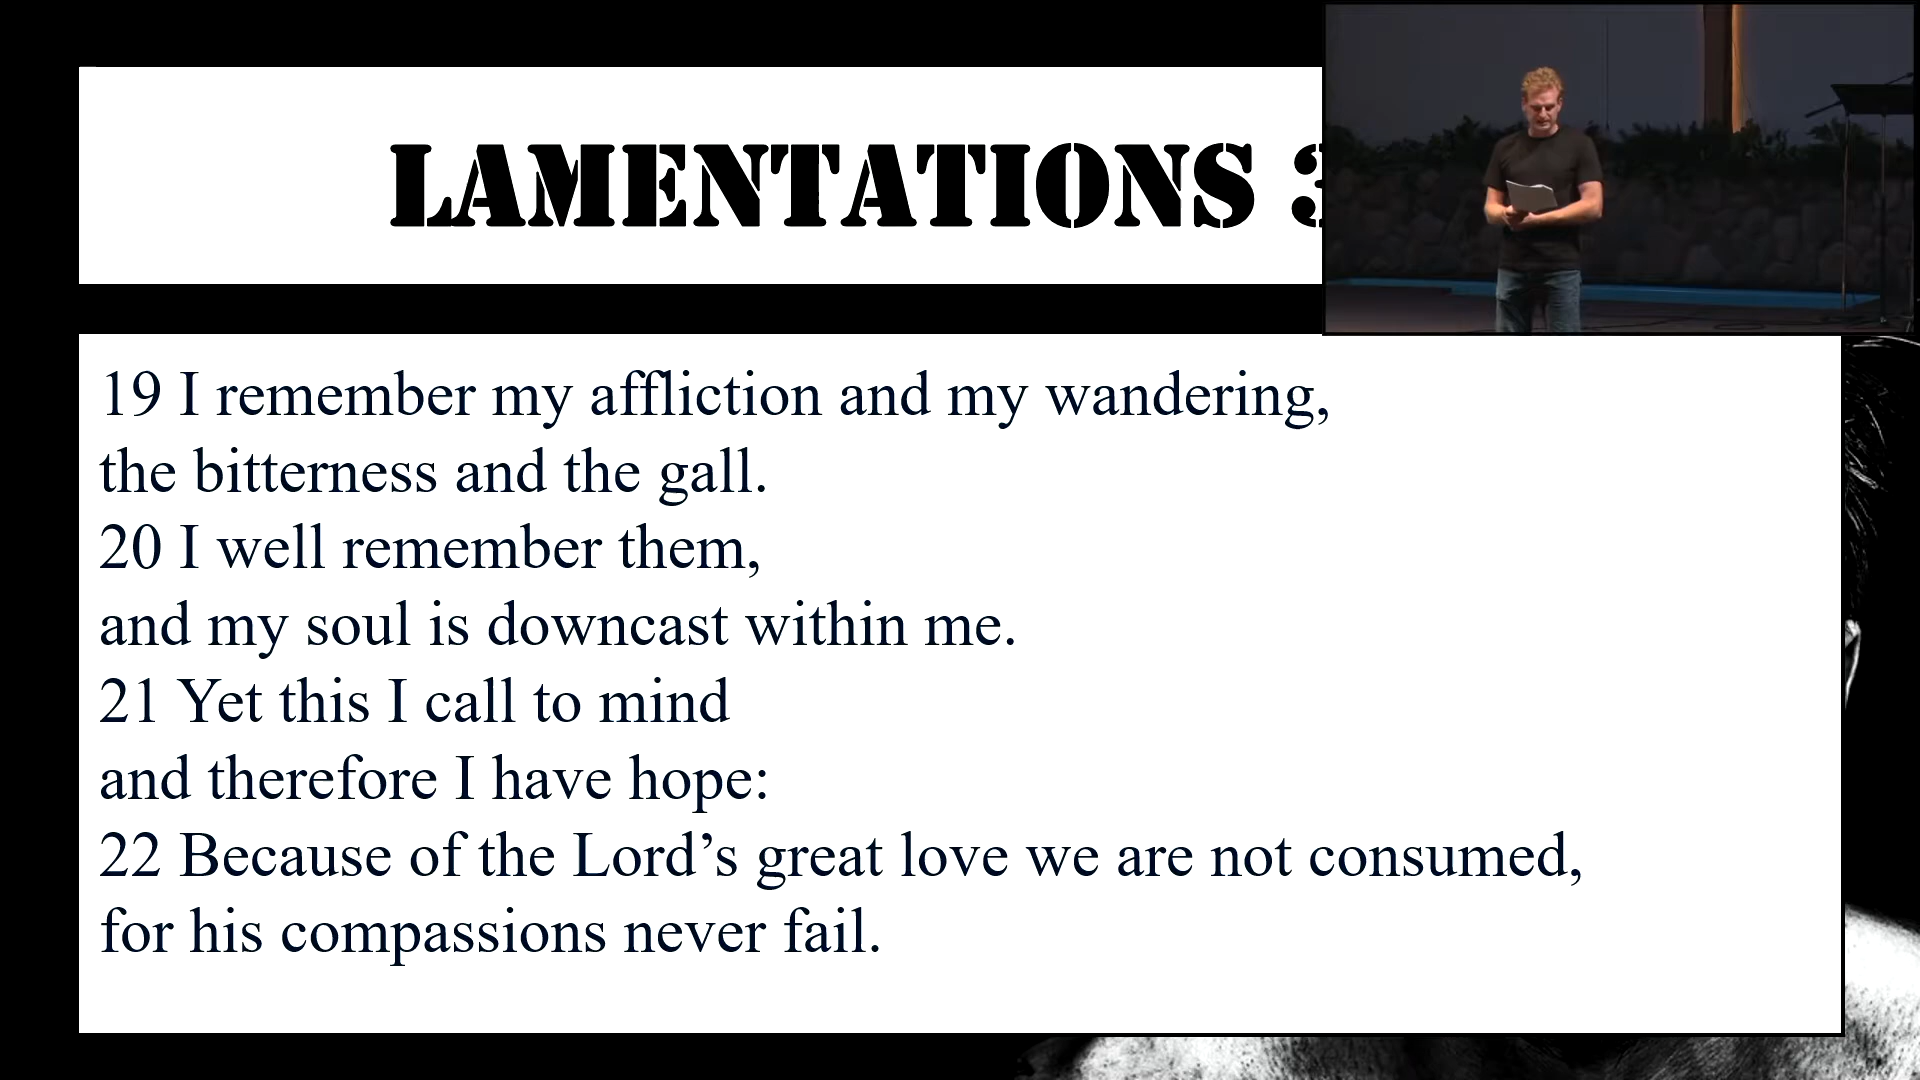 LAMENTATIONS 3
19 I remember my affliction and my wandering,
the bitterness and the gall.
20 I well remember them,
and my soul is downcast within me.
21 Yet this I call to mind
and therefore I have hope:
22 Because of the Lord’s great love we are not consumed,
for his compassions never fail.